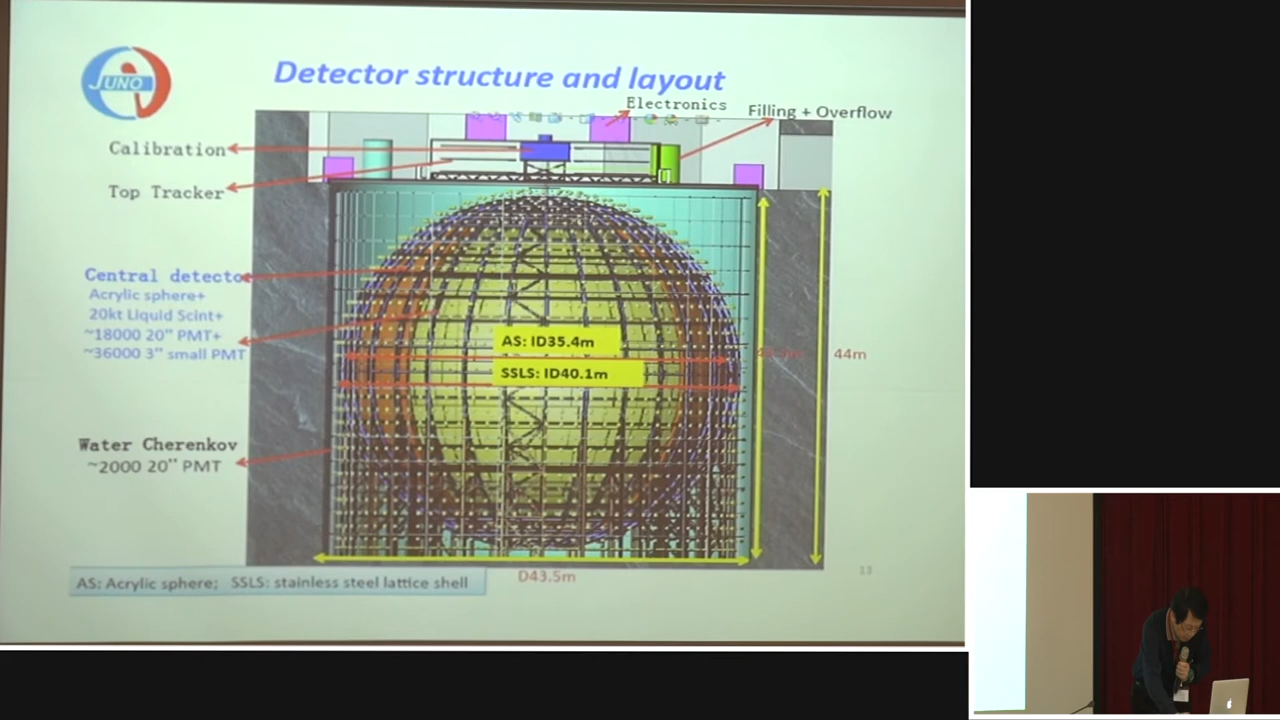 JUNO
Detector structure and layout
Electronics
Filling + Overflow
Calibration
Top Tracker
Central detecto
Acrylic sphere+
20kt Liquid Scint+
~18000 20" PMT+
~36000 3" small PMT
AS: ID35.4m
SSLS: ID40.1m
44m
Water Cherenkov
~2000 20" PMT
D43.5m
AS: Acrylic sphere; SSLS: stainless steel lattice shell
13